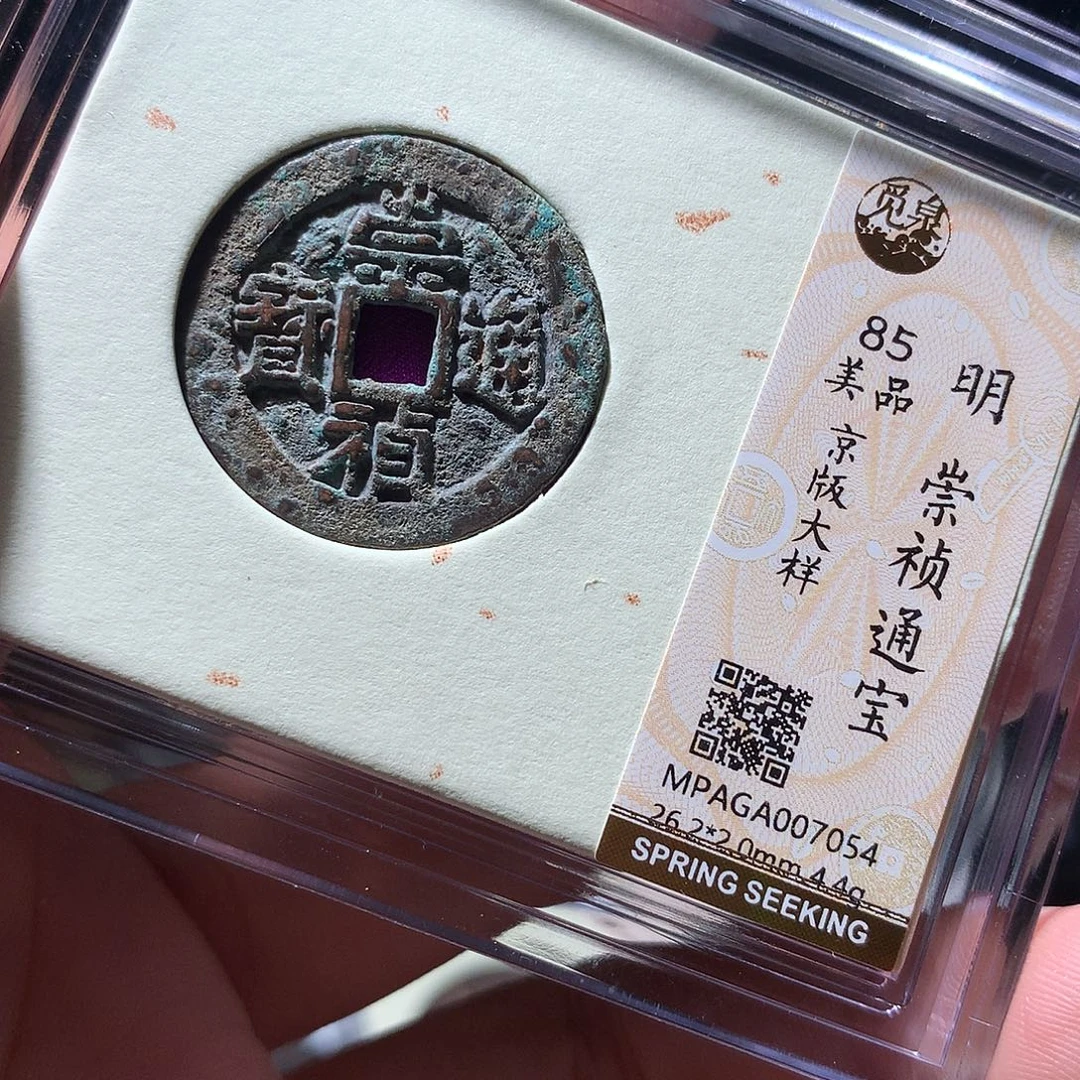 崇
寶 通
禎
觅泉
85
美品
京版大样
明
崇祯通宝
MPAGA007054
26.2*2.0mm 4.4g
SPRING SEEKING